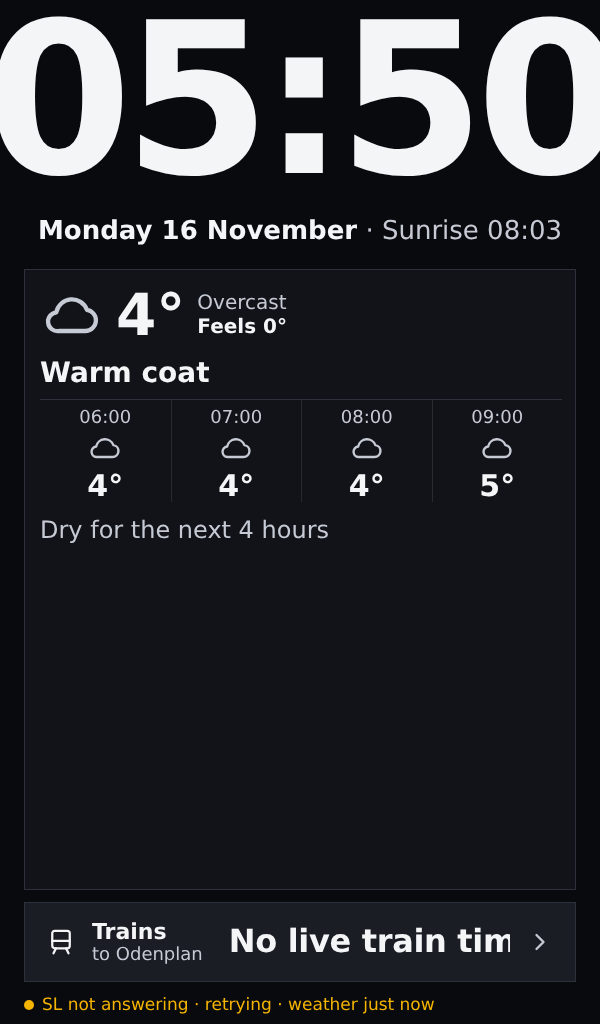 05:50
Monday 16 November · Sunrise 08:03
4° Overcast
Feels 0°
Warm coat
06:00 07:00 08:00 09:00
4° 4° 4° 5°
Dry for the next 4 hours
Trains
to Odenplan
No live train tim
SL not answering · retrying · weather just now